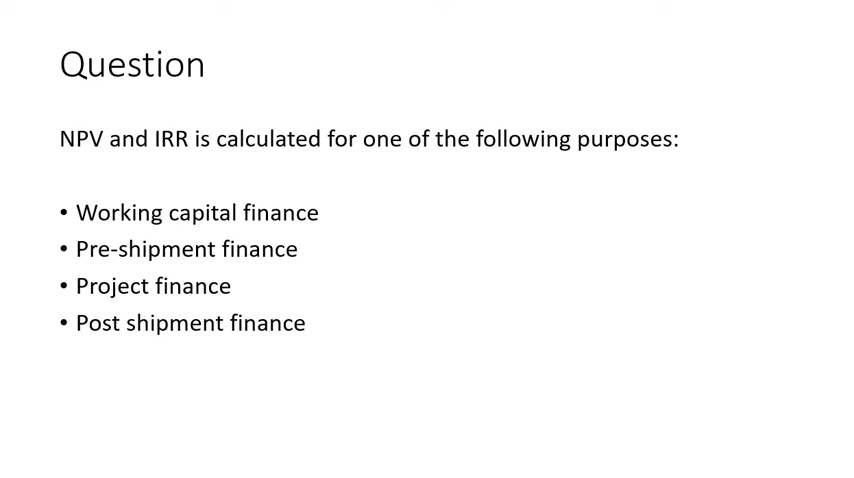 Question
NPV and IRR is calculated for one of the following purposes:
• Working capital finance
• Pre-shipment finance
• Project finance
• Post shipment finance